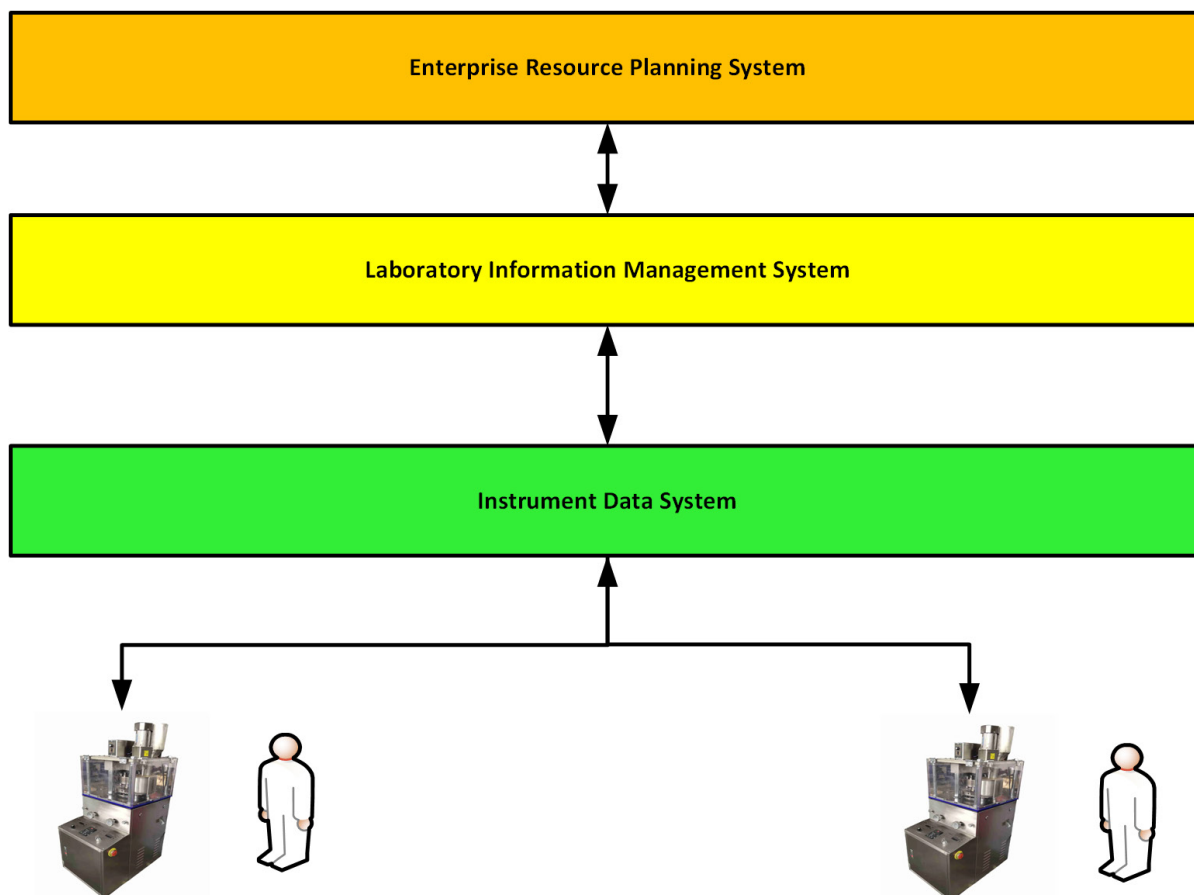 Enterprise Resource Planning System
Laboratory Information Management System
Instrument Data System